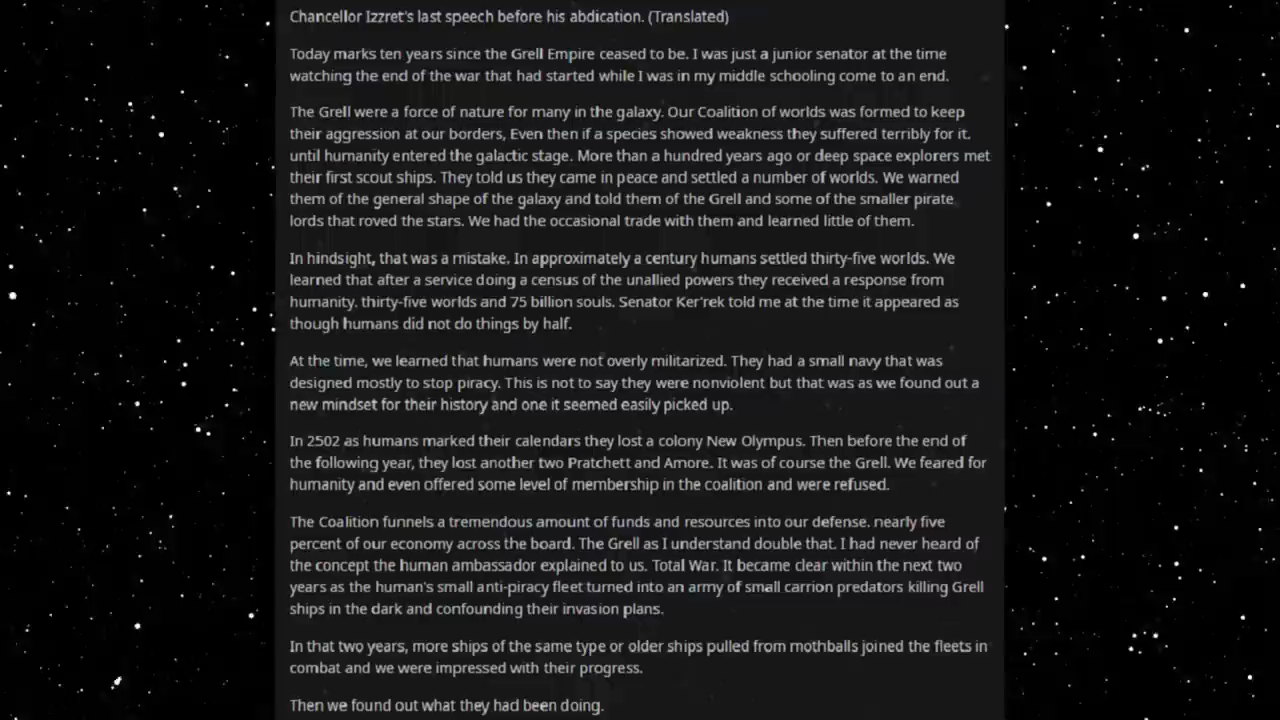 Chancellor Izzret's last speech before his abdication. (Translated)
Today marks ten years since the Grell Empire ceased to be. I was just a junior senator at the time
watching the end of the war that had started while I was in my middle schooling come to an end.
The Grell were a force of nature for many in the galaxy. Our Coalition of worlds was formed to keep
their aggression at our borders, Even then if a species showed weakness they suffered terribly for it.
until humanity entered the galactic stage. More than a hundred years ago or deep space explorers met
their first scout ships. They told us they came in peace and settled a number of worlds. We warned
them of the general shape of the galaxy and told them of the Grell and some of the smaller pirate
lords that roved the stars. We had the occasional trade with them and learned little of them.
In hindsight, that was a mistake. In approximately a century humans settled thirty-five worlds. We
learned that after a service doing a census of the unallied powers they received a response from
humanity. thirty-five worlds and 75 billion souls. Senator Ker'rek told me at the time it appeared as
though humans did not do things by half.
At the time, we learned that humans were not overly militarized. They had a small navy that was
designed mostly to stop piracy. This is not to say they were nonviolent but that was as we found out a
new mindset for their history and one it seemed easily picked up.
In 2502 as humans marked their calendars they lost a colony New Olympus. Then before the end of
the following year, they lost another two Pratchett and Amore. It was of course the Grell. We feared for
humanity and even offered some level of membership in the coalition and were refused.
The Coalition funnels a tremendous amount of funds and resources into our defense. nearly five
percent of our economy across the board. The Grell as I understand double that. I had never heard of
the concept the human ambassador explained to us. Total War. It became clear within the next two
years as the human's small anti-piracy fleet turned into an army of small carrion predators killing Grell
ships in the dark and confounding their invasion plans.
In that two years, more ships of the same type or older ships pulled from mothballs joined the fleets in
combat and we were impressed with their progress.
Then we found out what they had been doing.